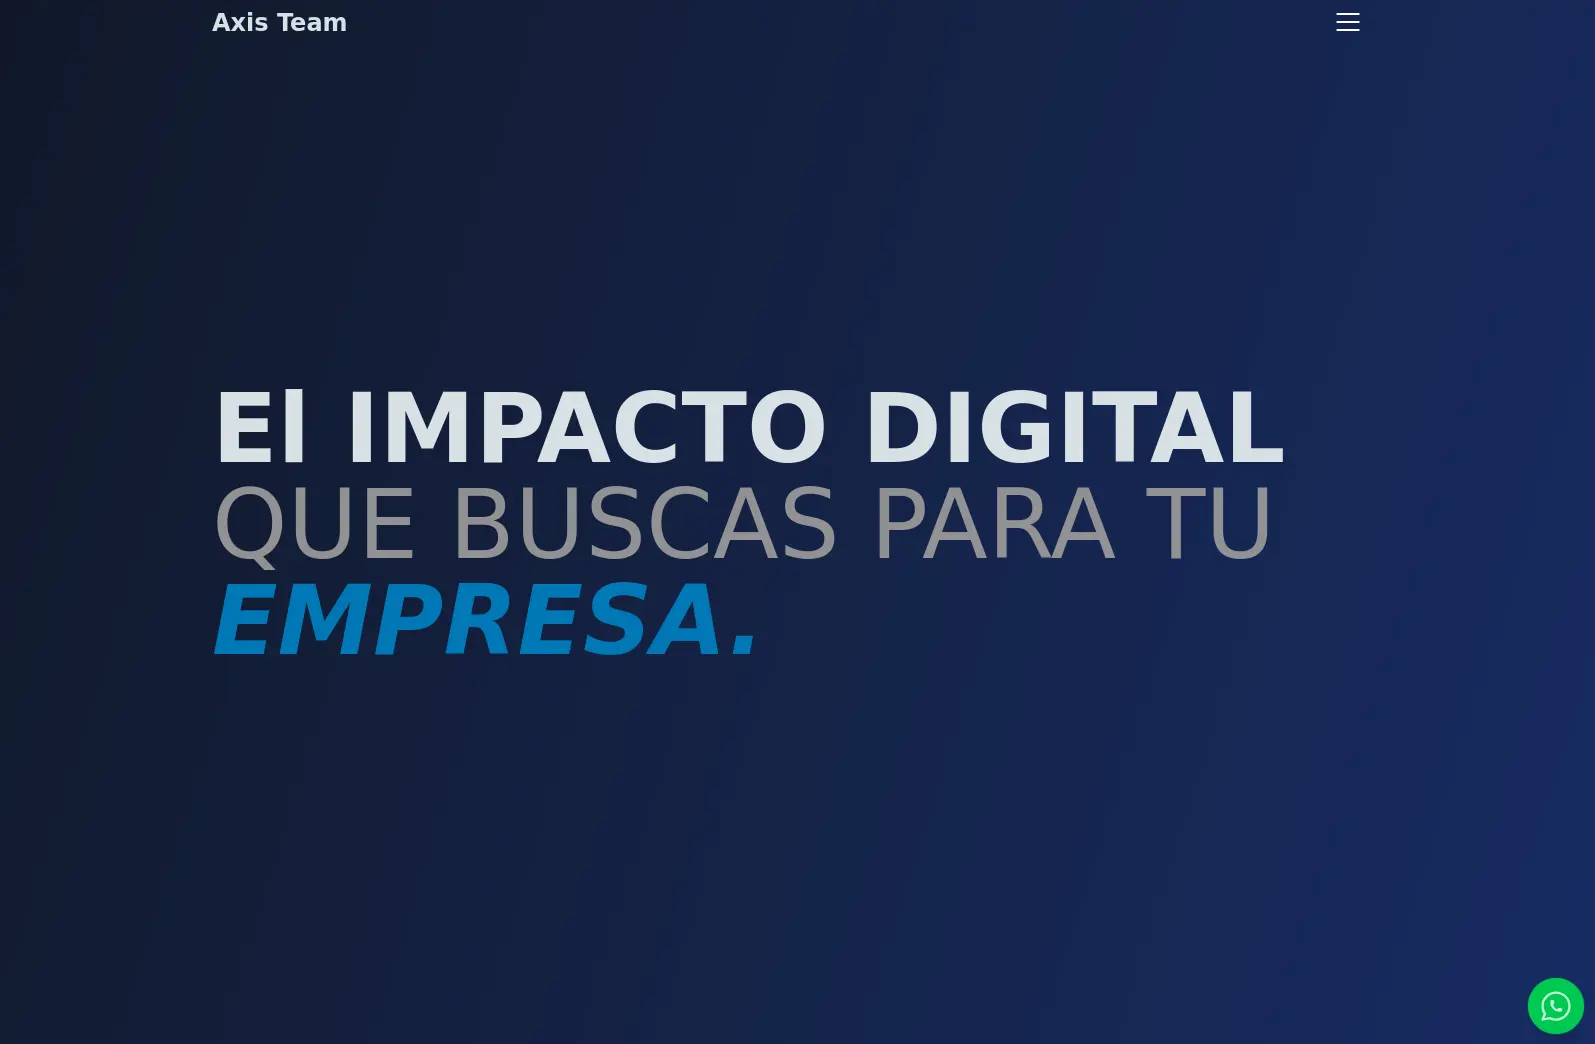 Axis Team
El IMPACTO DIGITAL
QUE BUSCAS PARA TU
EMPRESA.